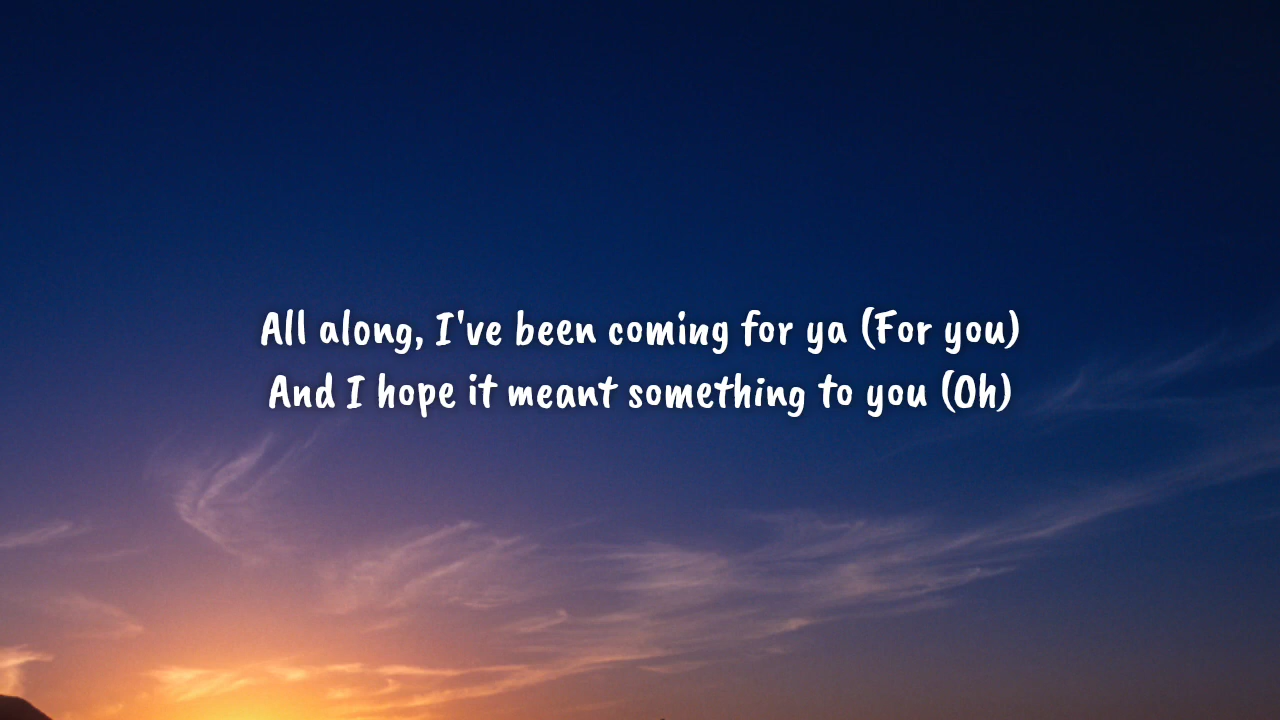 All along, I've been coming for ya (For you)
And I hope it meant something to you (Oh)